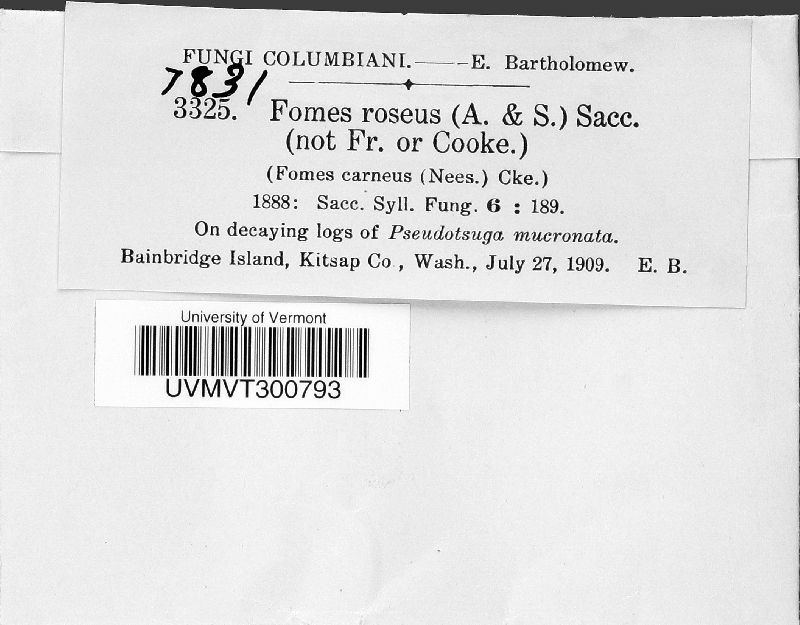 FUNGI COLUMBIANI.——E. Bartholomew.
7831
3325. Fomes roseus (A. & S.) Sacc.
(not Fr. or Cooke.)
(Fomes carneus (Nees.) Cke.)
1888: Sacc. Syll. Fung. 6 : 189.
On decaying logs of Pseudotsuga mucronata.
Bainbridge Island, Kitsap Co., Wash., July 27, 1909. E. B.
University of Vermont
UVMVT300793